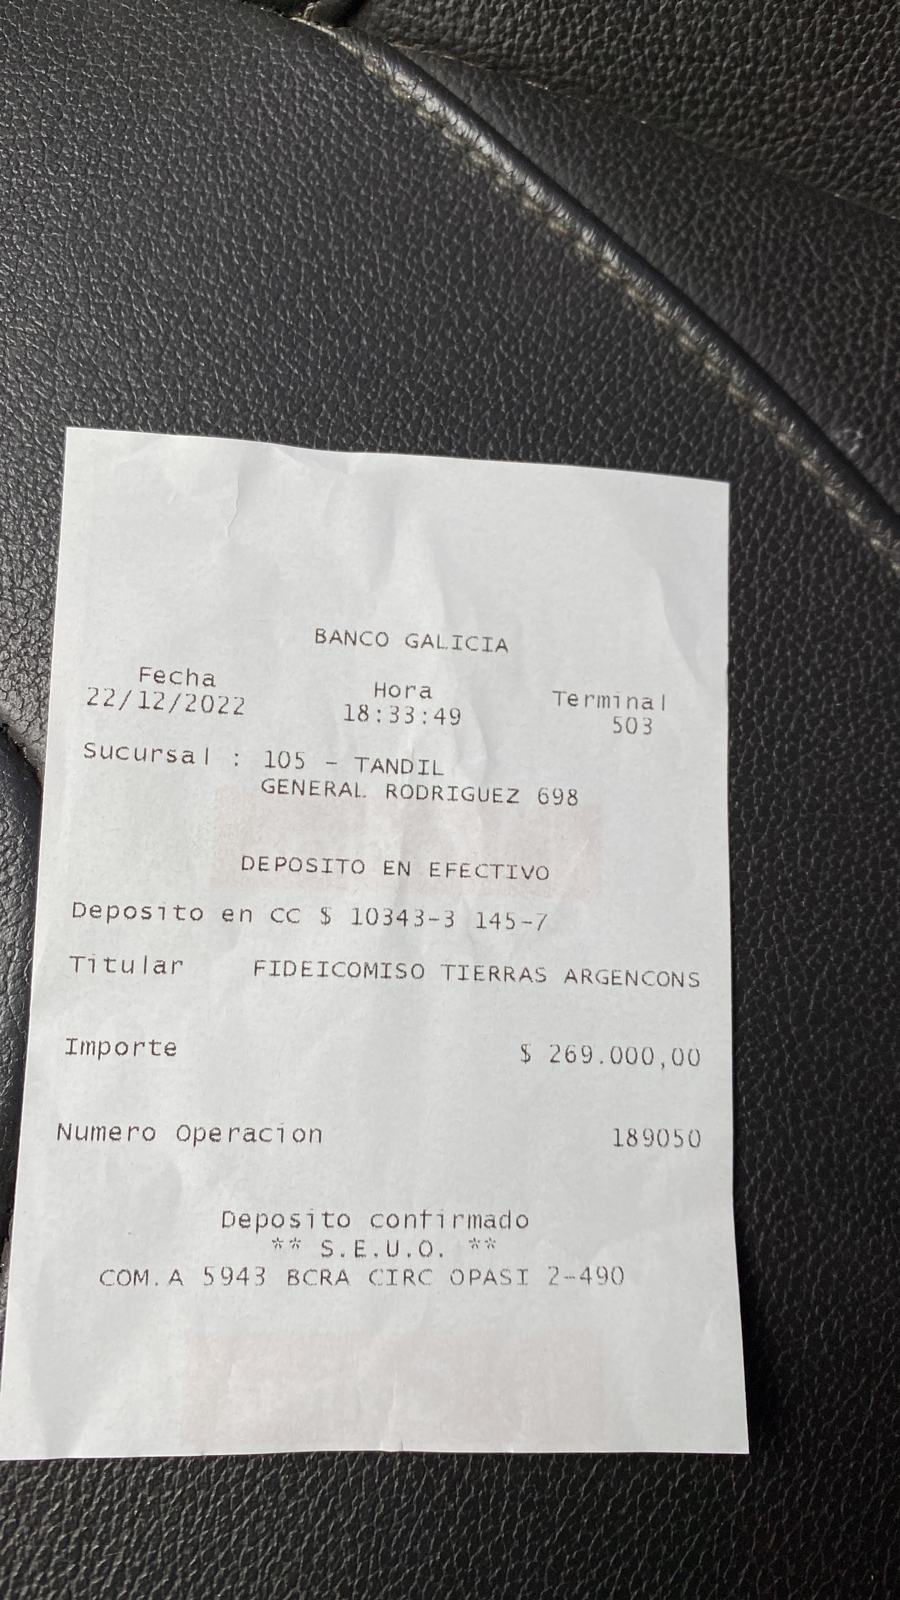 BANCO GALICIA
Fecha Hora Terminal
22/12/2022 18:33:49 503
Sucursal : 105 - TANDIL
GENERAL RODRIGUEZ 698
DEPOSITO EN EFECTIVO
Deposito en CC $ 10343-3 145-7
Titular FIDEICOMISO TIERRAS ARGENCONS
Importe $ 269.000,00
Numero Operacion 189050
Deposito confirmado
** S.E.U.O. **
COM.A 5943 BCRA CIRC OPASI 2-490